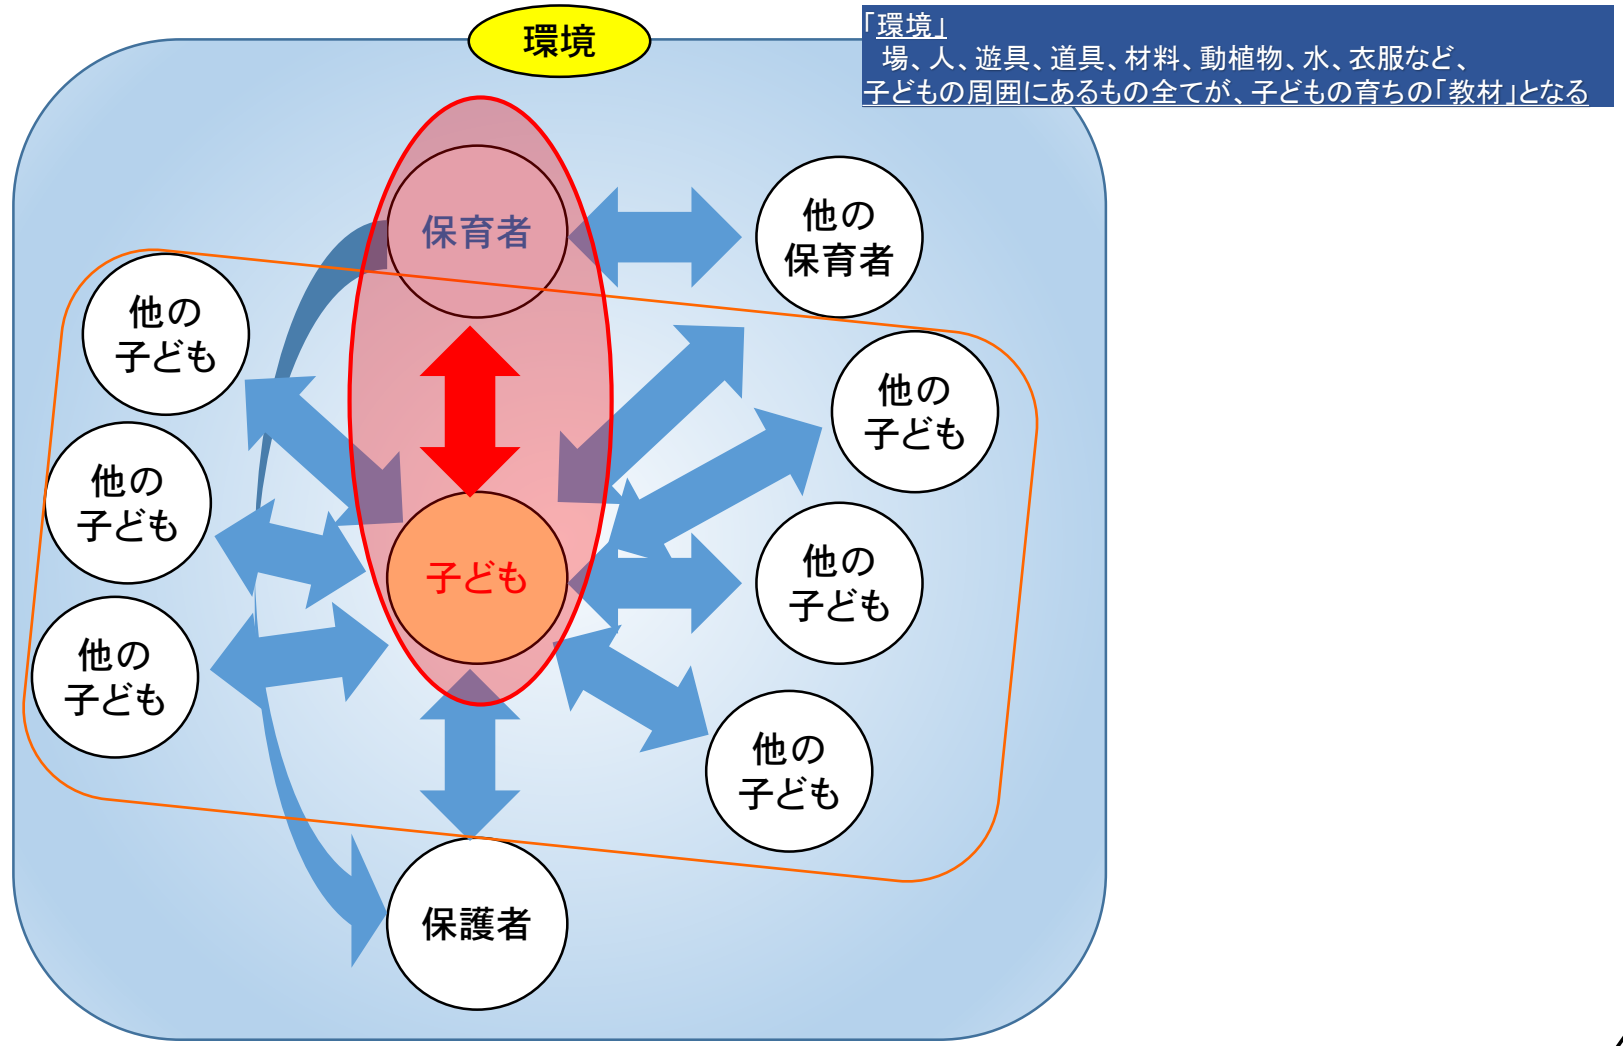 環境
「環境」
場、人、遊具、道具、材料、動植物、水、衣服など、
子どもの周囲にあるもの全てが、子どもの育ちの「教材」となる
保育者
他の
保育者
他の
子ども
他の
子ども
他の
子ども
他の
子ども
子ども
他の
子ども
他の
子ども
他の
子ども
保護者